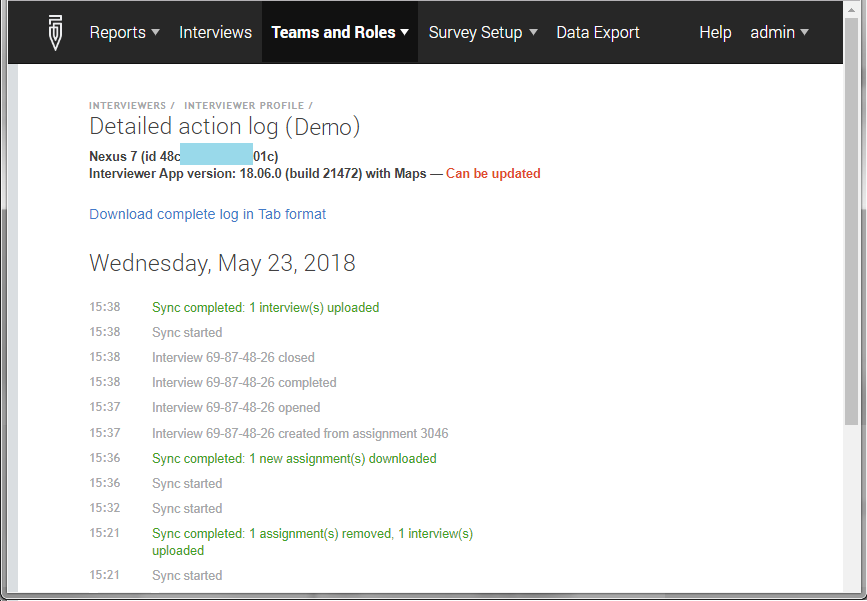 Reports Interviews Teams and Roles Survey Setup Data Export Help admin
INTERVIEWERS / INTERVIEWER PROFILE /
Detailed action log (Demo)
Nexus 7 (id 48c 01c)
Interviewer App version: 18.06.0 (build 21472) with Maps — Can be updated
Download complete log in Tab format
Wednesday, May 23, 2018
15:38 Sync completed: 1 interview(s) uploaded
15:38 Sync started
15:38 Interview 69-87-48-26 closed
15:38 Interview 69-87-48-26 completed
15:37 Interview 69-87-48-26 opened
15:37 Interview 69-87-48-26 created from assignment 3046
15:36 Sync completed: 1 new assignment(s) downloaded
15:36 Sync started
15:32 Sync started
15:21 Sync completed: 1 assignment(s) removed, 1 interview(s)
uploaded
15:21 Sync started